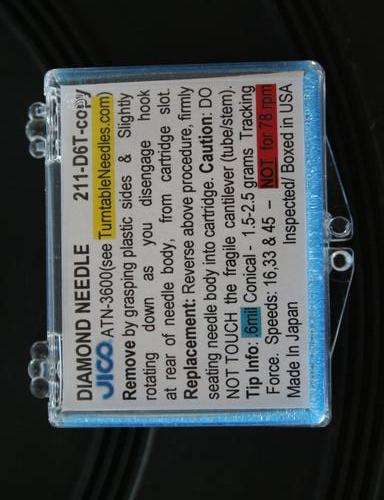 DIAMOND NEEDLE 211-D6T-copy
JICO ATN-3600(see TurntableNeedles.com)
Remove by grasping plastic sides & Slightly
rotating down as you disengage hook
at rear of needle body, from cartridge slot.
Replacement: Reverse above procedure, firmly
seating needle body into cartridge. Caution: DO
NOT TOUCH the fragile cantilever (tube/stem).
Tip Info: .6mil Conical - 1.5-2.5 grams Tracking
Force. Speeds: 16,33 & 45 – NOT for 78 rpm
Made In Japan Inspected/ Boxed in USA